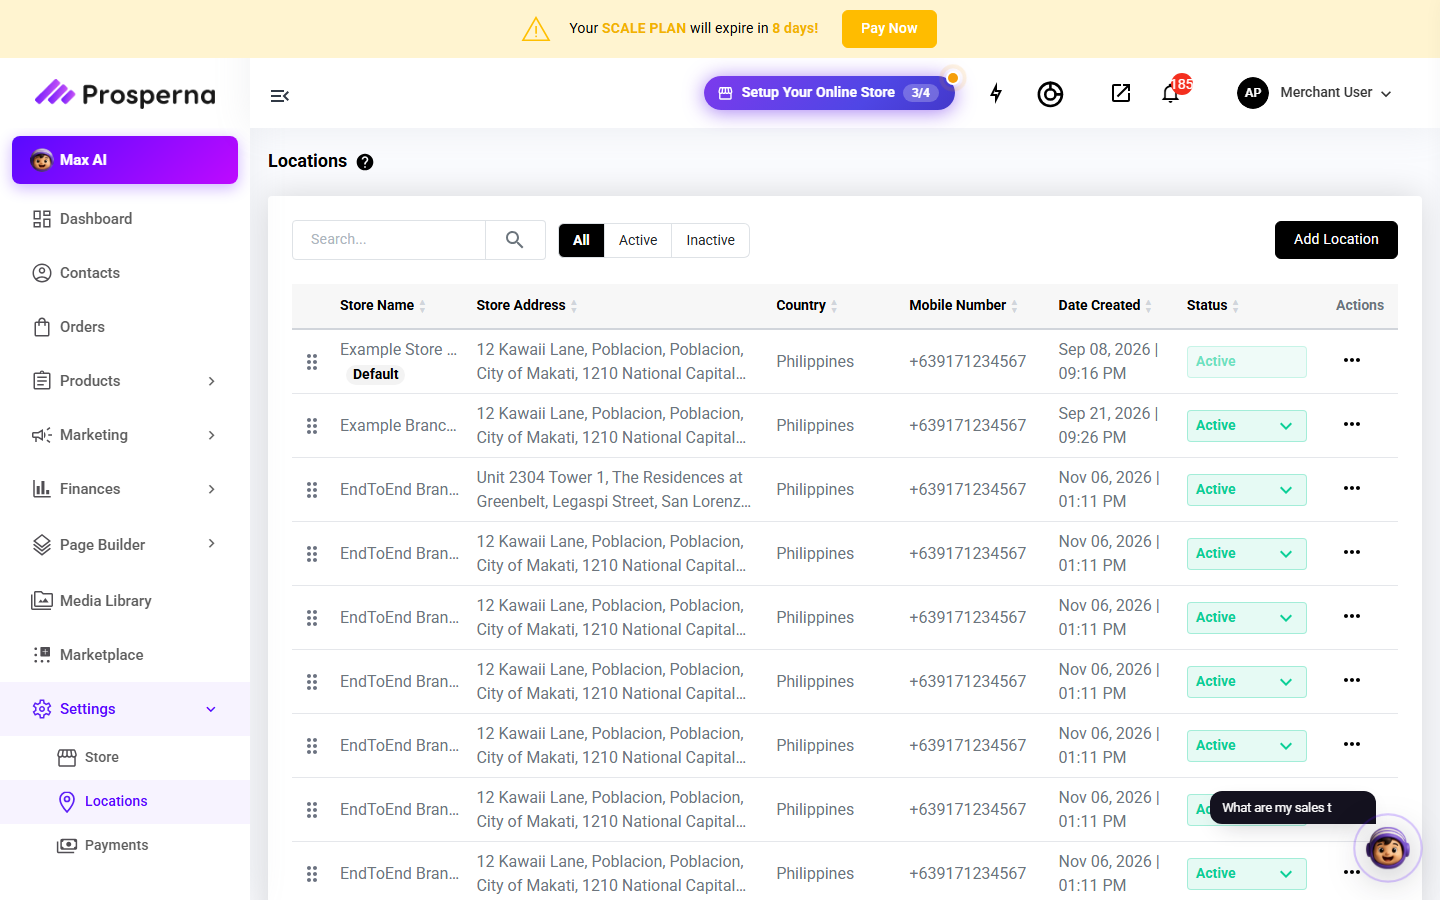 Your SCALE PLAN will expire in 8 days!
Pay Now
Prosperna
Setup Your Online Store 3/4
185
AP
Merchant User
Max AI
Dashboard
Contacts
Orders
Products
Marketing
Finances
Page Builder
Media Library
Marketplace
Settings
Store
Locations
Payments
Locations
?
Search...
All
Active
Inactive
Add Location
Store Name
Store Address
Country
Mobile Number
Date Created
Status
Actions
Example Store ...
Default
12 Kawaii Lane, Poblacion, Poblacion,
City of Makati, 1210 National Capital...
Philippines
+639171234567
Sep 08, 2026 |
09:16 PM
Active
Example Branc...
12 Kawaii Lane, Poblacion, Poblacion,
City of Makati, 1210 National Capital...
Philippines
+639171234567
Sep 21, 2026 |
09:26 PM
Active
EndToEnd Bran...
Unit 2304 Tower 1, The Residences at
Greenbelt, Legaspi Street, San Lorenz...
Philippines
+639171234567
Nov 06, 2026 |
01:11 PM
Active
EndToEnd Bran...
12 Kawaii Lane, Poblacion, Poblacion,
City of Makati, 1210 National Capital...
Philippines
+639171234567
Nov 06, 2026 |
01:11 PM
Active
EndToEnd Bran...
12 Kawaii Lane, Poblacion, Poblacion,
City of Makati, 1210 National Capital...
Philippines
+639171234567
Nov 06, 2026 |
01:11 PM
Active
EndToEnd Bran...
12 Kawaii Lane, Poblacion, Poblacion,
City of Makati, 1210 National Capital...
Philippines
+639171234567
Nov 06, 2026 |
01:11 PM
Active
EndToEnd Bran...
12 Kawaii Lane, Poblacion, Poblacion,
City of Makati, 1210 National Capital...
Philippines
+639171234567
Nov 06, 2026 |
01:11 PM
Active
EndToEnd Bran...
12 Kawaii Lane, Poblacion, Poblacion,
City of Makati, 1210 National Capital...
Philippines
+639171234567
Nov 06, 2026 |
01:11 PM
What are my sales t
EndToEnd Bran...
12 Kawaii Lane, Poblacion, Poblacion,
City of Makati, 1210 National Capital...
Philippines
+639171234567
Nov 06, 2026 |
01:11 PM
Active